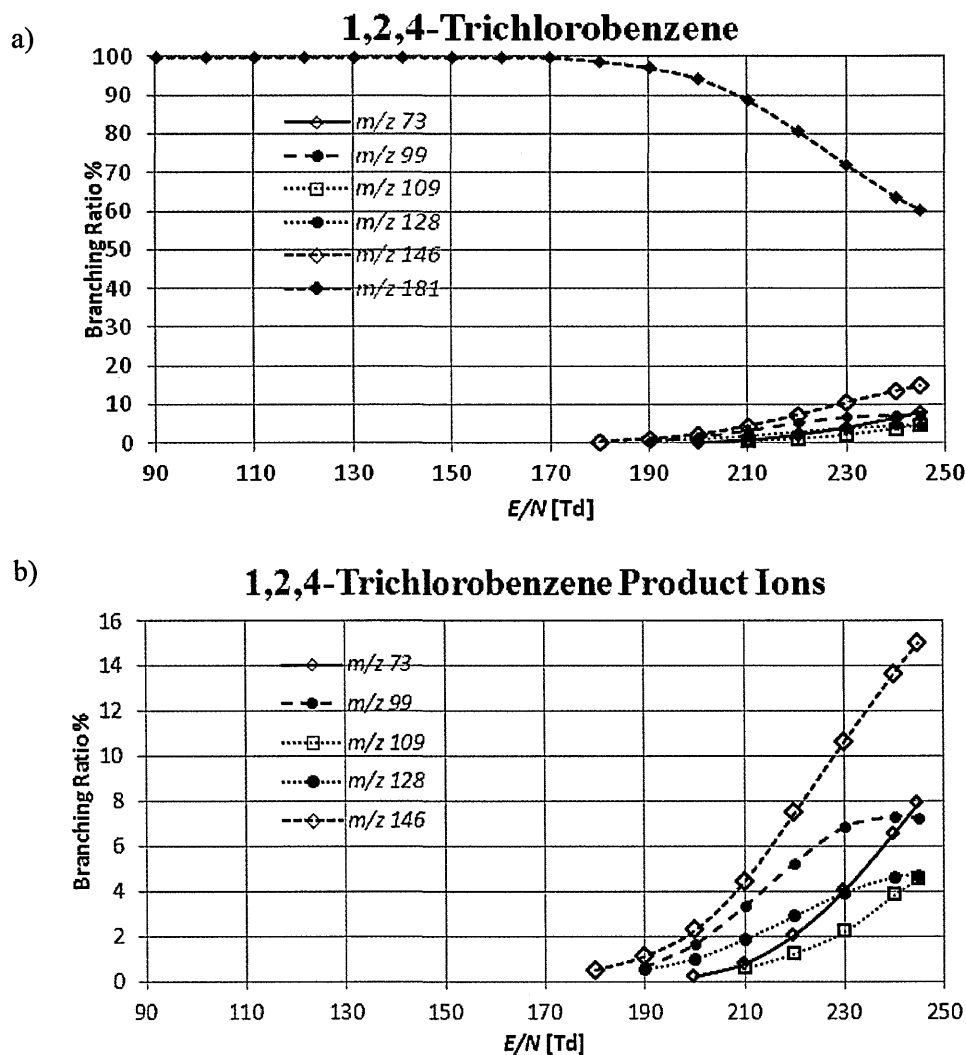 a)
1,2,4-Trichlorobenzene
Branching Ratio %
100
90
80
70
60
50
40
30
20
10
0
m/z 73
m/z 99
m/z 109
m/z 128
m/z 146
m/z 181
90 110 130 150 170 190 210 230 250
E/N [Td]
b)
1,2,4-Trichlorobenzene Product Ions
Branching Ratio %
16
14
12
10
8
6
4
2
0
m/z 73
m/z 99
m/z 109
m/z 128
m/z 146
90 110 130 150 170 190 210 230 250
E/N [Td]